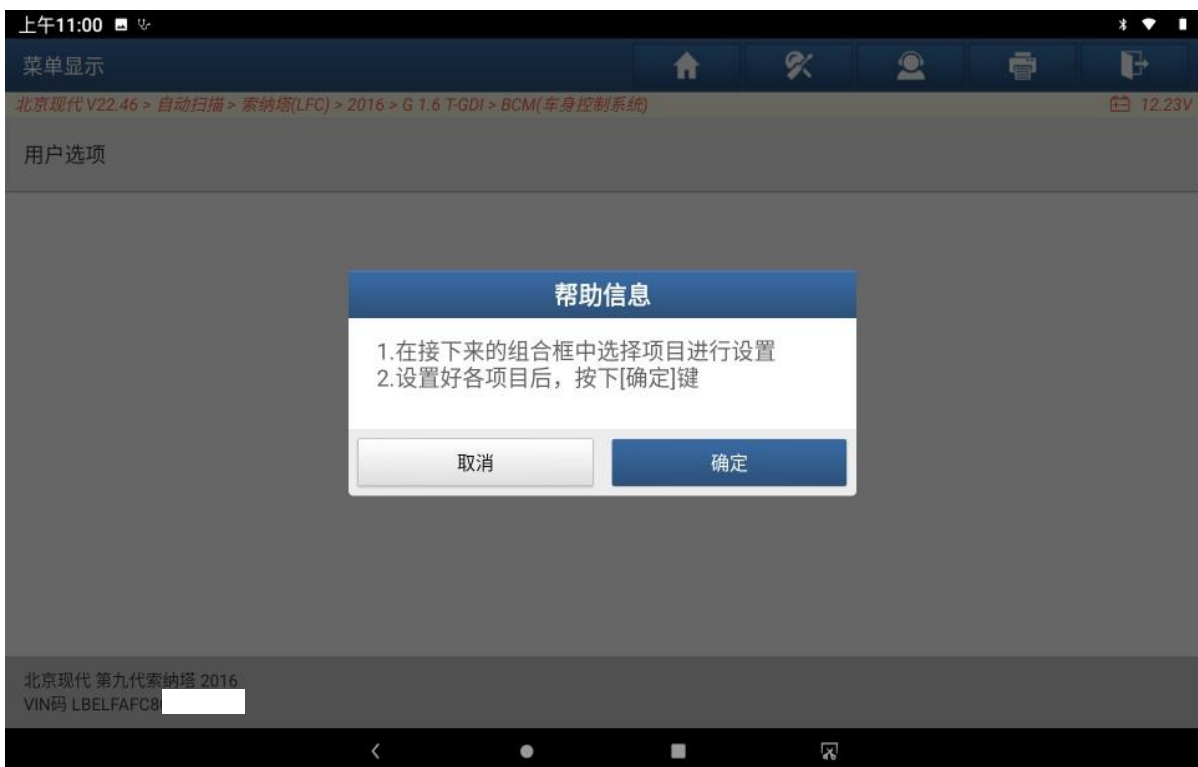 上午11:00
菜单显示
北京现代 V22.46 > 自动扫描 > 索纳塔(LFC) > 2016 > G 1.6 T-GDI > BCM(车身控制系统)
12.23V
用户选项
帮助信息
1.在接下来的组合框中选择项目进行设置
2.设置好各项目后，按下[确定]键
取消
确定
北京现代 第九代索纳塔 2016
VIN码 LBELFAFC8